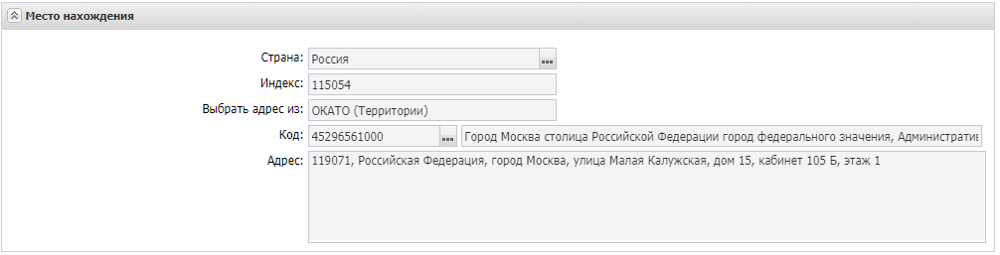 Место нахождения
Страна: Россия ...
Индекс: 115054
Выбрать адрес из: ОКАТО (Территории)
Код: 45296561000 ... Город Москва столица Российской Федерации город федерального значения, Административ
Адрес: 119071, Российская Федерация, город Москва, улица Малая Калужская, дом 15, кабинет 105 Б, этаж 1